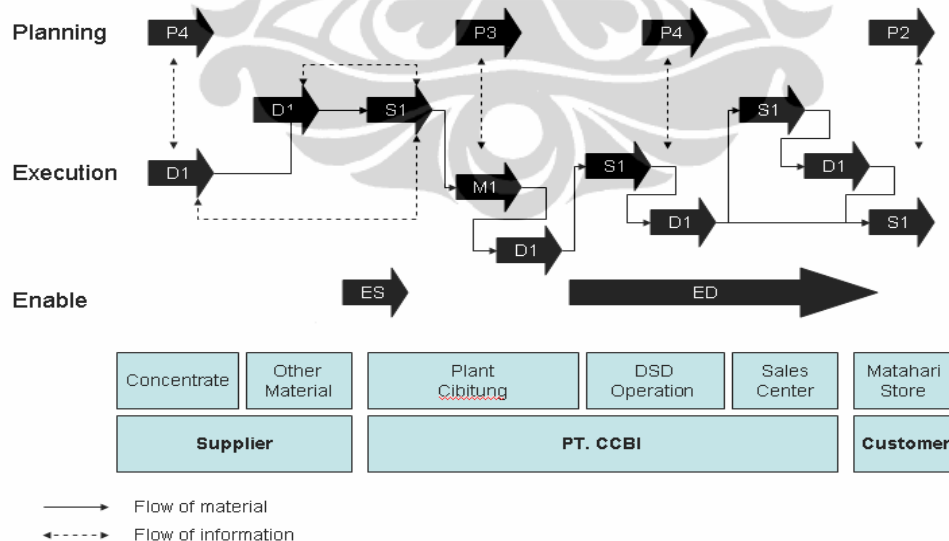 Planning
P4
P3
P4
P2
D1
S1
S1
Execution
D1
M1
S1
D1
D1
D1
S1
Enable
ES
ED
Concentrate
Other
Material
Plant
Cibitung
DSD
Operation
Sales
Center
Matahari
Store
Supplier
PT. CCBI
Customer
Flow of material
Flow of information